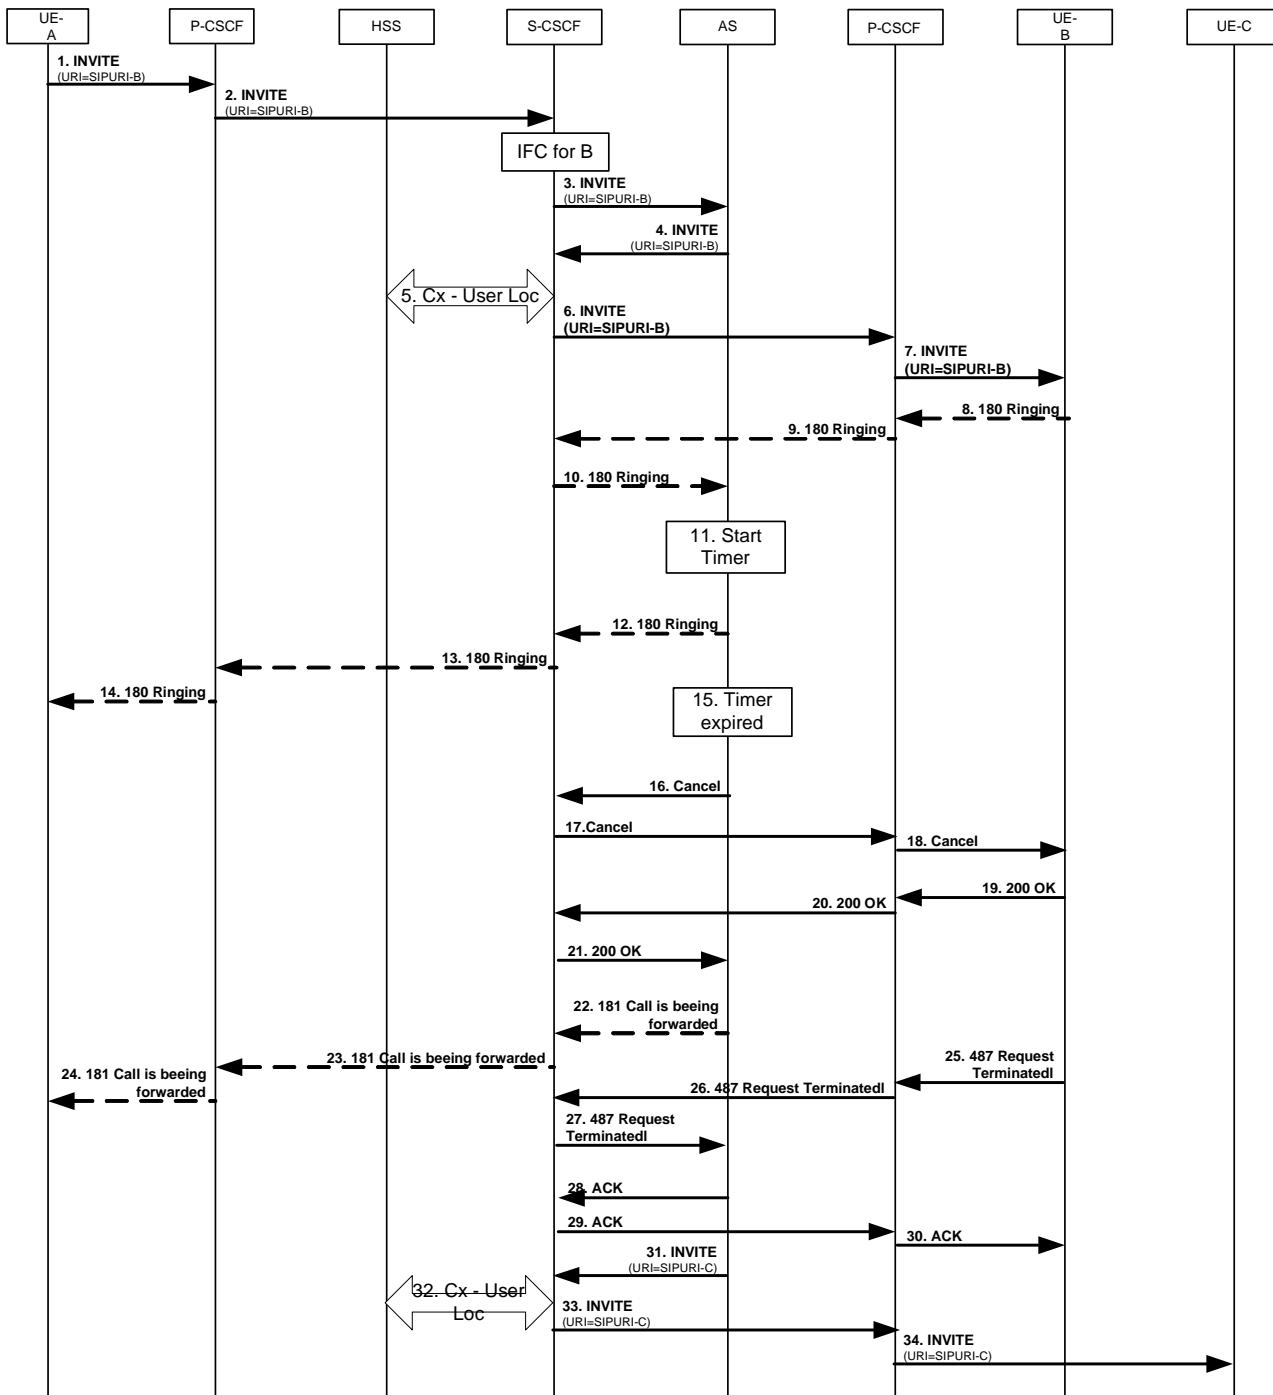 UE-
A
P-CSCF
HSS
S-CSCF
AS
P-CSCF
UE-
B
UE-C
1. INVITE
(URI=SIPURI-B)
2. INVITE
(URI=SIPURI-B)
IFC for B
3. INVITE
(URI=SIPURI-B)
4. INVITE
(URI=SIPURI-B)
5. Cx - User Loc
6. INVITE
(URI=SIPURI-B)
7. INVITE
(URI=SIPURI-B)
8. 180 Ringing
9. 180 Ringing
10. 180 Ringing
11. Start
Timer
12. 180 Ringing
13. 180 Ringing
14. 180 Ringing
15. Timer
expired
16. Cancel
17.Cancel
18. Cancel
19. 200 OK
20. 200 OK
21. 200 OK
22. 181 Call is beeing
forwarded
23. 181 Call is beeing forwarded
24. 181 Call is beeing
forwarded
25. 487 Request
Terminatedl
26. 487 Request Terminatedl
27. 487 Request
Terminatedl
28. ACK
29. ACK
30. ACK
31. INVITE
(URI=SIPURI-C)
32. Cx - User
Loc
33. INVITE
(URI=SIPURI-C)
34. INVITE
(URI=SIPURI-C)